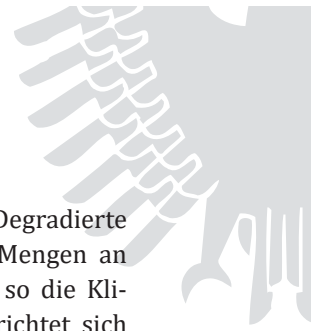 Degradierte
Mengen an
so die Kli-
richtet sich